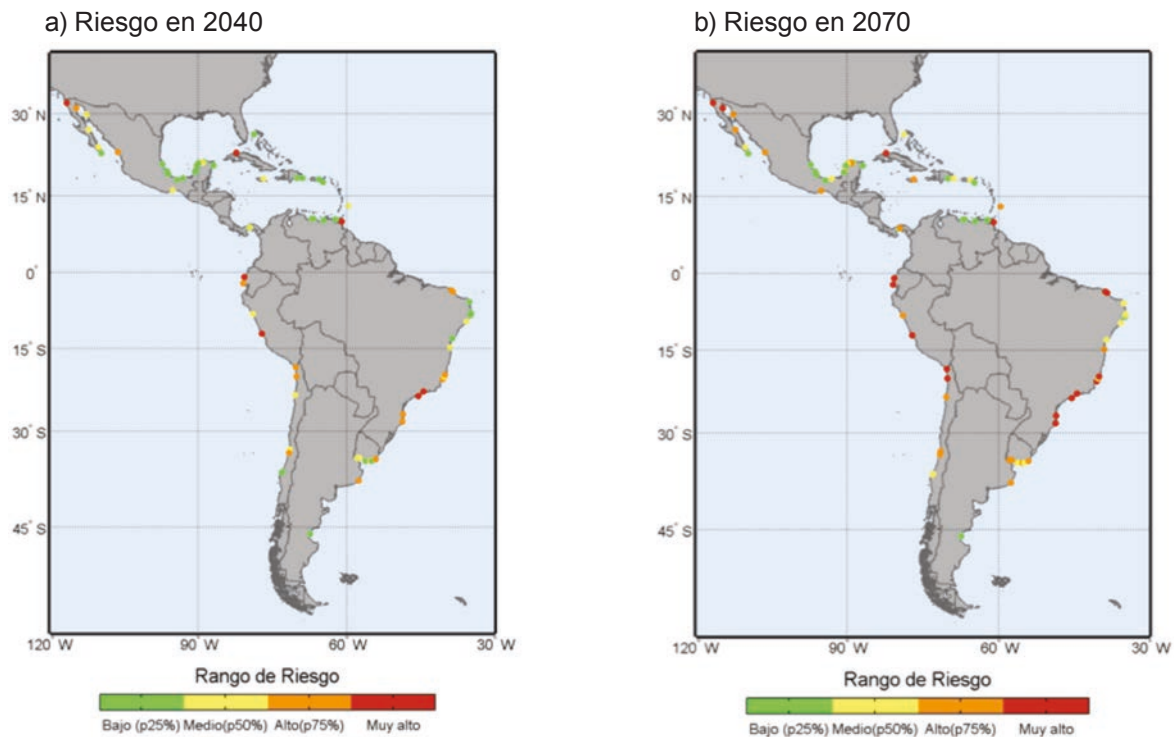 a) Riesgo en 2040
30° N
15° N
0°
15° S
30° S
45° S
120° W
90° W
60° W
30° W
Rango de Riesgo
Bajo (p25%) Medio(p50%) Alto(p75%) Muy alto
b) Riesgo en 2070
30° N
15° N
0°
15° S
30° S
45° S
120° W
90° W
60° W
30° W
Rango de Riesgo
Bajo (p25%) Medio(p50%) Alto(p75%) Muy alto